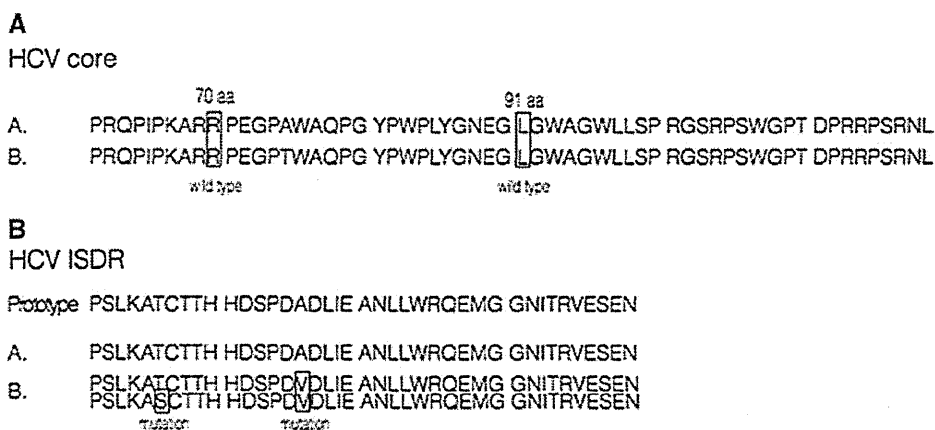 A
HCV core
70 aa 91 aa
A. PRQPIPKARR PEGPAWAQPG YPWPLYGNEG LGWAGWLLSP RGSRPSWGPT DPRRPSRNL
B. PRQPIPKARR PEGPTWAQPG YPWPLYGNEG LGWAGWLLSP RGSRPSWGPT DPRRPSRNL
wild type wild type
B
HCV ISDR
Prototype PSLKATCTTH HDSPDADLIE ANLLWRQEMG GNITRVESEN
A. PSLKATCTTH HDSPDADLIE ANLLWRQEMG GNITRVESEN
B. PSLKATCTTH HDSPDVDLIE ANLLWRQEMG GNITRVESEN
PSLKASCTTH HDSPDVDLIE ANLLWRQEMG GNITRVESEN
mutation mutation